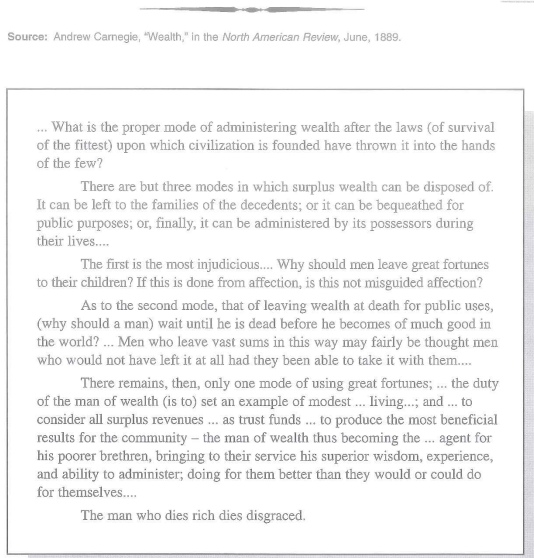 Source: Andrew Carnegie, "Wealth," in the North American Review, June, 1889.
... What is the proper mode of administering wealth after the laws (of survival
of the fittest) upon which civilization is founded have thrown it into the hands
of the few?
There are but three modes in which surplus wealth can be disposed of.
It can be left to the families of the decedents; or it can be bequeathed for
public purposes; or, finally, it can be administered by its possessors during
their lives....
The first is the most injudicious.... Why should men leave great fortunes
to their children? If this is done from affection, is this not misguided affection?
As to the second mode, that of leaving wealth at death for public uses,
(why should a man) wait until he is dead before he becomes of much good in
the world? ... Men who leave vast sums in this way may fairly be thought men
who would not have left it at all had they been able to take it with them....
There remains, then, only one mode of using great fortunes; ... the duty
of the man of wealth (is to) set an example of modest ... living...; and ... to
consider all surplus revenues ... as trust funds ... to produce the most beneficial
results for the community – the man of wealth thus becoming the ... agent for
his poorer brethren, bringing to their service his superior wisdom, experience,
and ability to administer; doing for them better than they would or could do
for themselves....
The man who dies rich dies disgraced.